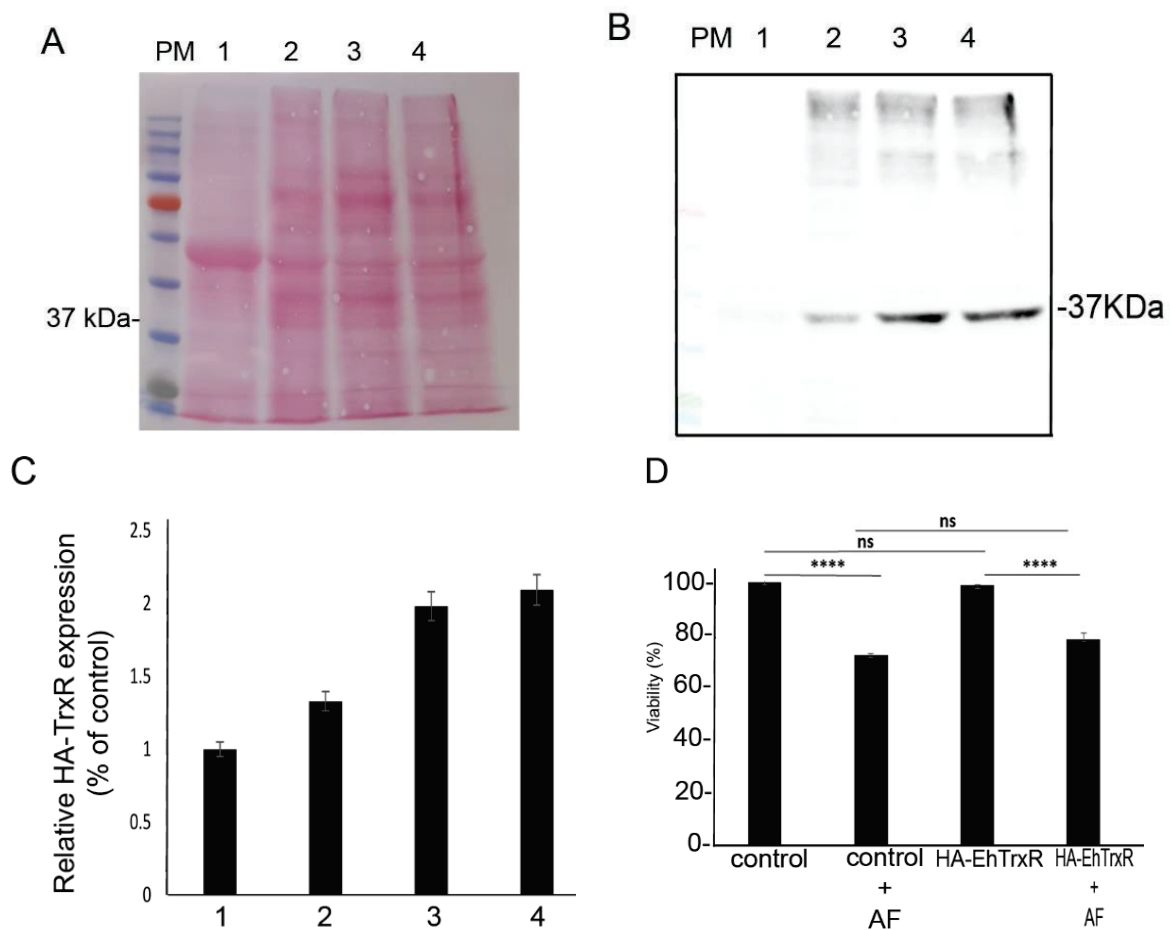 A
PM 1 2 3 4
37 kDa-
B
PM 1 2 3 4
-37KDa
C
Relative HA-TrxR expression
(% of control)
2.5
2
1.5
1
0.5
0
1 2 3 4
D
ns
ns
**** ****
Viability (%)
100-
80-
60-
40-
20-
0-
control control HA-EhTrxR HA-EhTrxR
+ +
AF AF